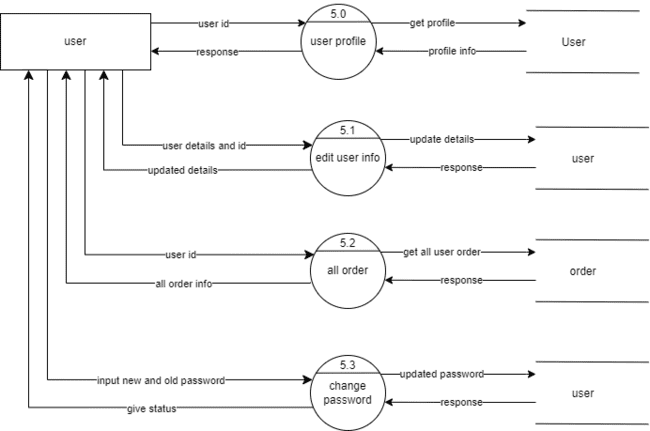 user
user id
response
5.0
user profile
get profile
profile info
User
user details and id
updated details
5.1
edit user info
update details
response
user
user id
all order info
5.2
all order
get all user order
response
order
input new and old password
give status
5.3
change
password
updated password
response
user